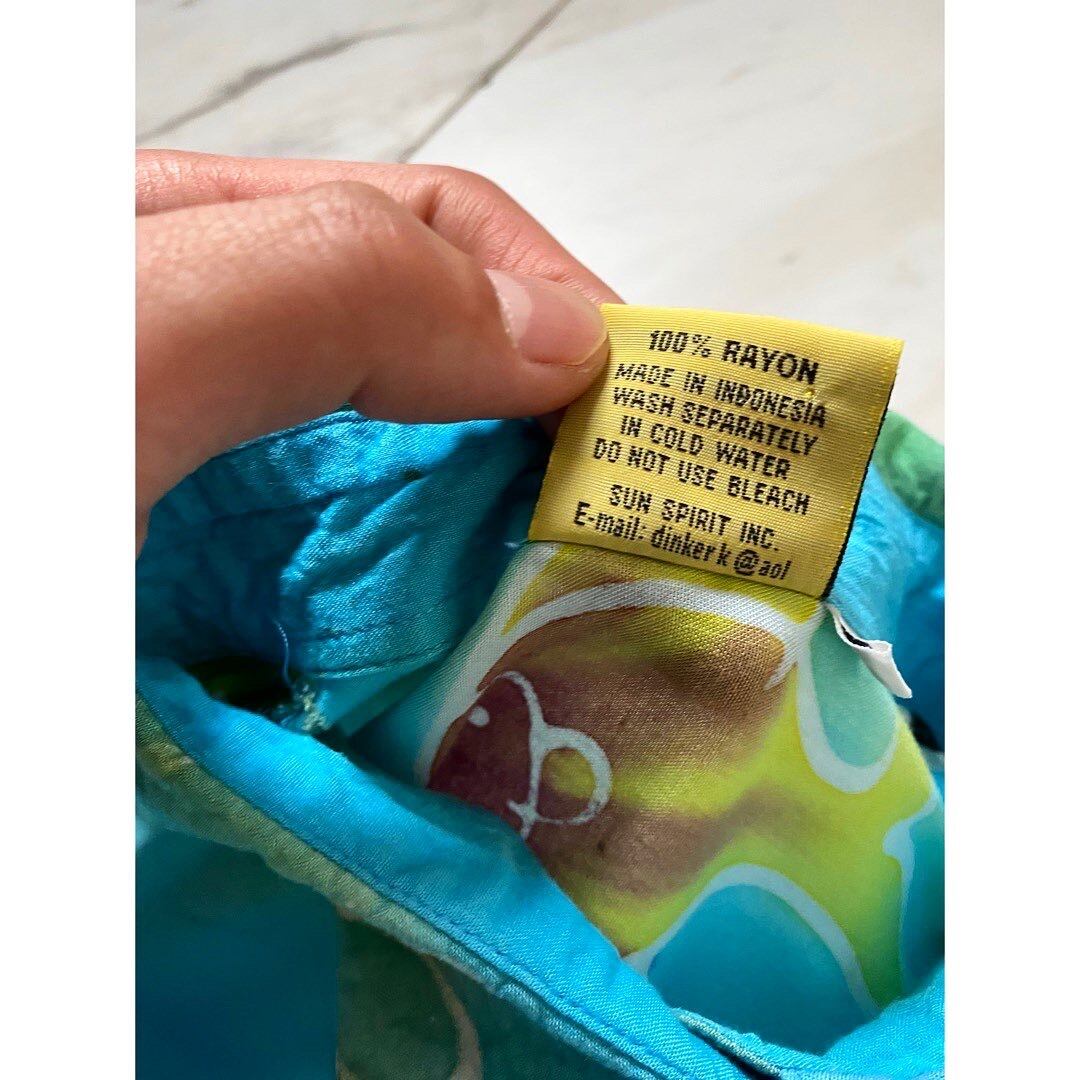 100% RAYON
MADE IN INDONESIA
WASH SEPARATELY
IN COLD WATER
DO NOT USE BLEACH
SUN SPIRIT INC.
E-mail: dinkerk@aol